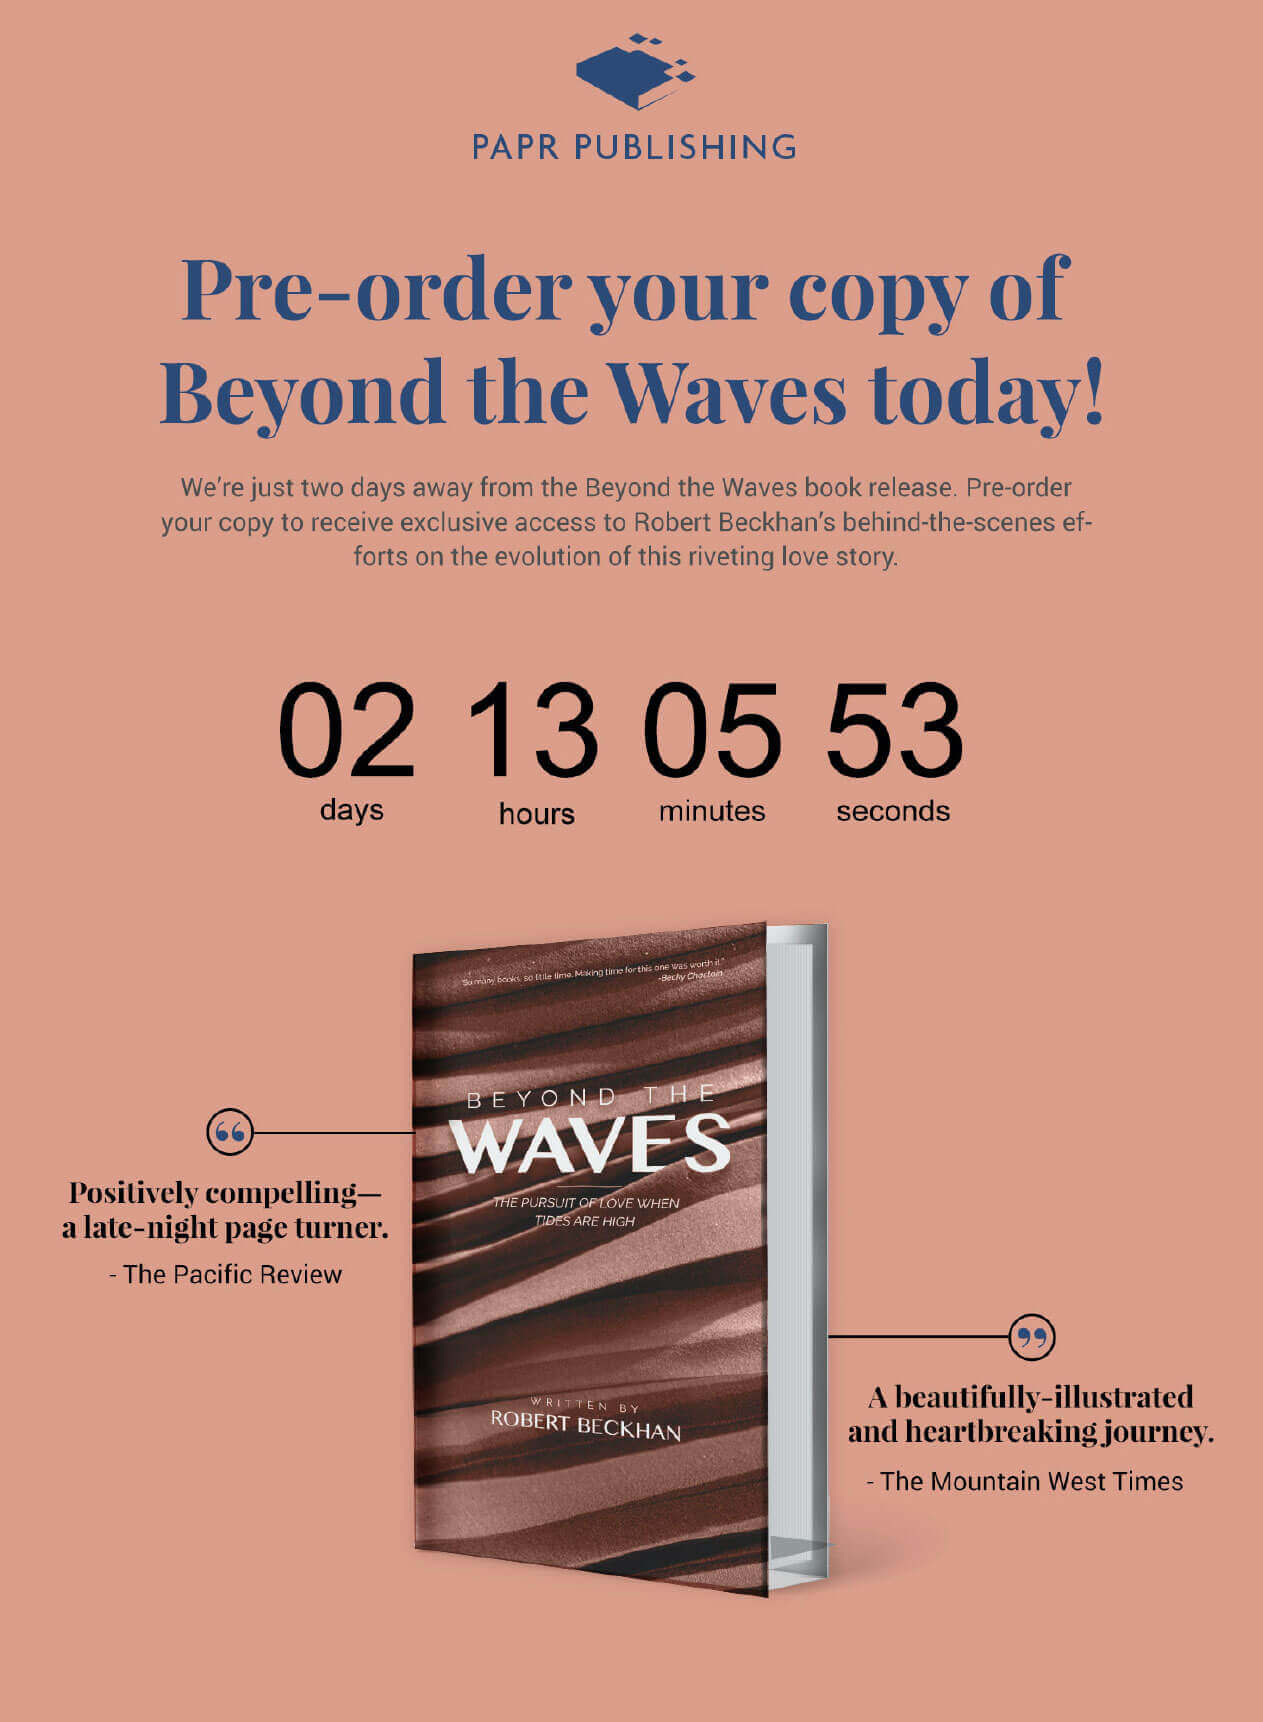 PAPR PUBLISHING
Pre-order your copy of
Beyond the Waves today!
We're just two days away from the Beyond the Waves book release. Pre-order
your copy to receive exclusive access to Robert Beckhan's behind-the-scenes ef-
forts on the evolution of this riveting love story.
02 13 05 53
days hours minutes seconds
"So many books, so little time. Making time for this one was worth it."
-Becky Choctain
BEYOND THE
WAVES
THE PURSUIT OF LOVE WHEN
TIDES ARE HIGH
WRITTEN BY
ROBERT BECKHAN
“
Positively compelling—
a late-night page turner.
- The Pacific Review
”
A beautifully-illustrated
and heartbreaking journey.
- The Mountain West Times